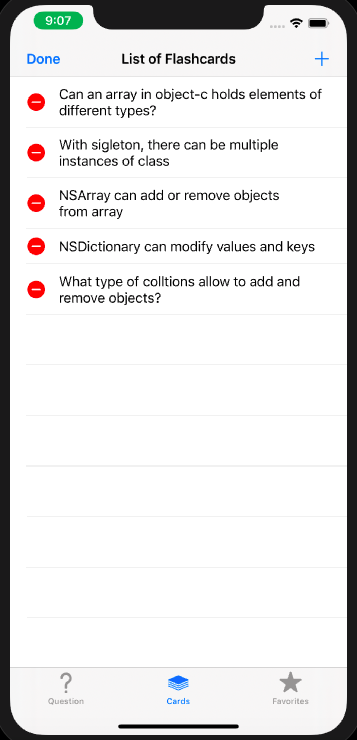 9:07
Done List of Flashcards +
Can an array in object-c holds elements of
different types?
With sigleton, there can be multiple
instances of class
NSArray can add or remove objects
from array
NSDictionary can modify values and keys
What type of colltions allow to add and
remove objects?
Question Cards Favorites